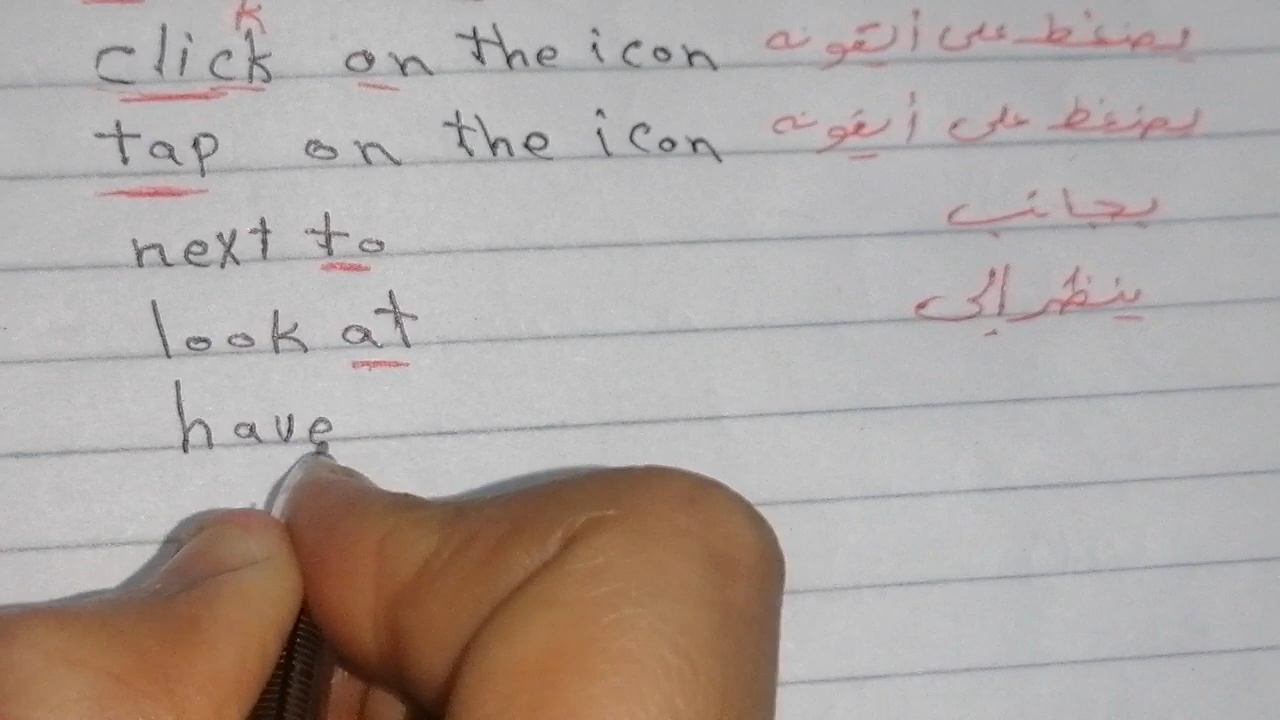 k
click on the icon يضغط على أيقونه
tap on the icon يضغط على أيقونه
next to بجانب
look at ينظر إلى
have